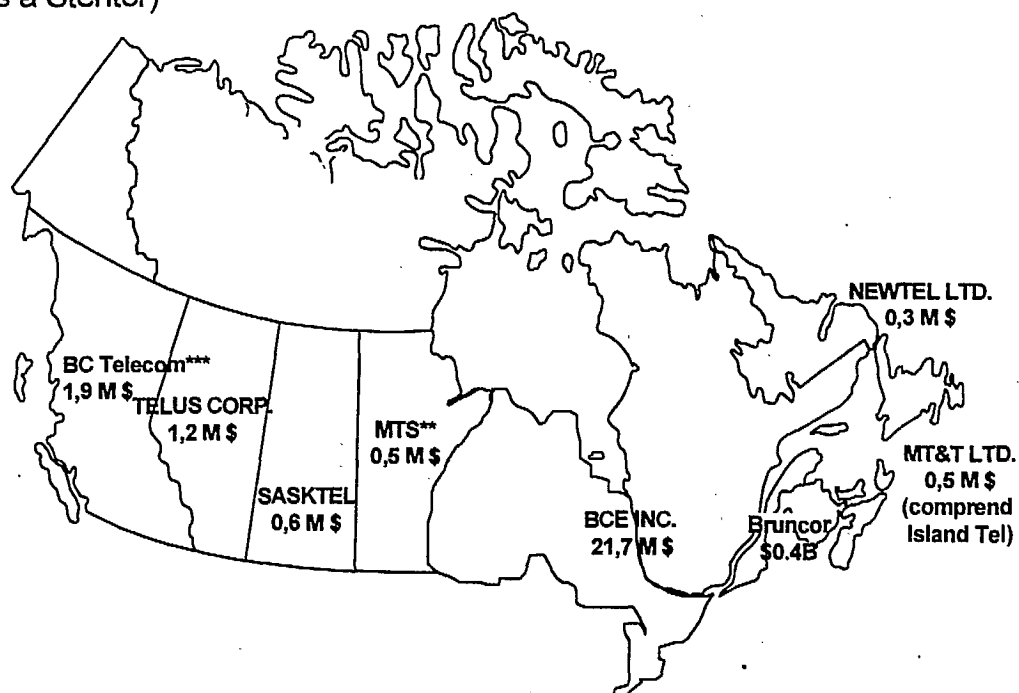 s a Stentor)
NEWTEL LTD.
0,3 M $
BC Telecom***
1,9 M $
TELUS CORP.
1,2 M $
MTS**
0,5 M $
SASKTEL
0,6 M $
BCE INC.
21,7 M $
Bruncor
$0.4B
MT&T LTD.
0,5 M $
(comprend
Island Tel)